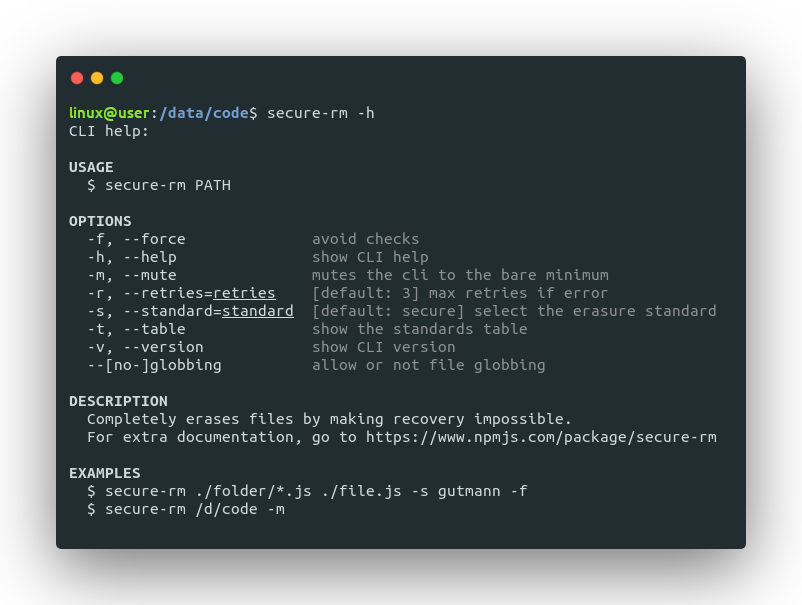 linux@user:/data/code$ secure-rm -h
CLI help:
USAGE
$ secure-rm PATH
OPTIONS
-f, --force avoid checks
-h, --help show CLI help
-m, --mute mutes the cli to the bare minimum
-r, --retries=retries [default: 3] max retries if error
-s, --standard=standard [default: secure] select the erasure standard
-t, --table show the standards table
-v, --version show CLI version
--[no-]globbing allow or not file globbing
DESCRIPTION
Completely erases files by making recovery impossible.
For extra documentation, go to https://www.npmjs.com/package/secure-rm
EXAMPLES
$ secure-rm ./folder/*.js ./file.js -s gutmann -f
$ secure-rm /d/code -m